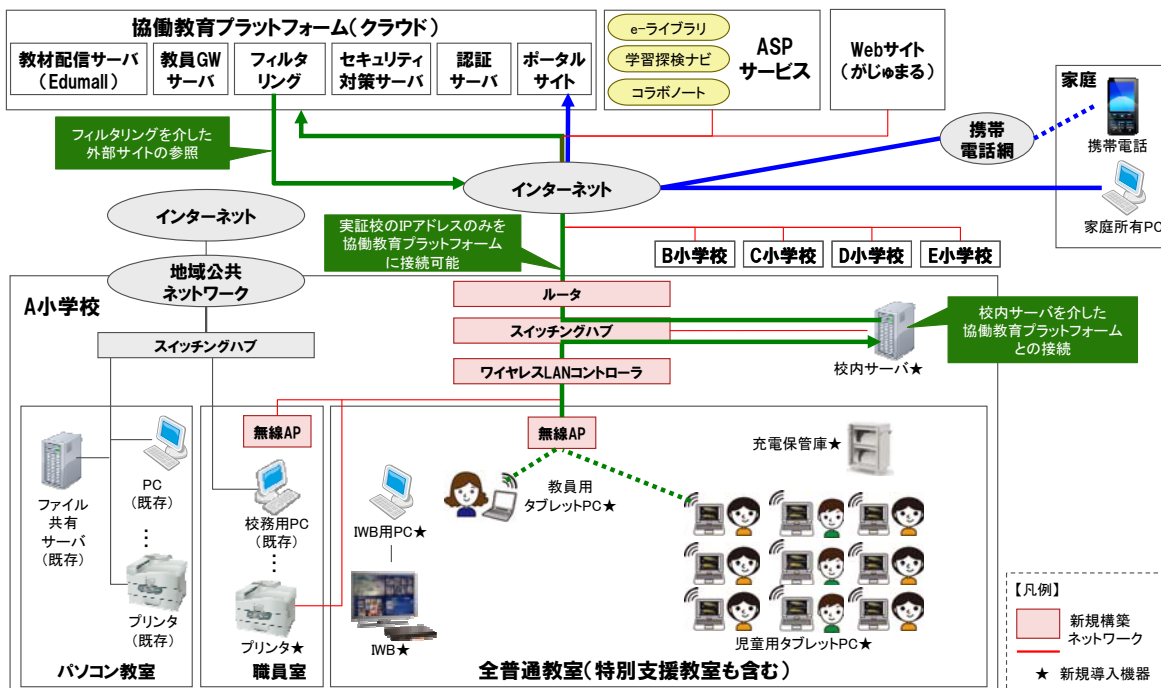 協働教育プラットフォーム(クラウド)
教材配信サーバ
(Edumall)
教員GW
サーバ
フィルタ
リング
セキュリティ
対策サーバ
認証
サーバ
ポータル
サイト
e-ライブラリ
学習探検ナビ
コラボノート
ASP
サービス
Webサイト
(がじゅまる)
家庭
携帯
電話網
携帯電話
家庭所有PC
フィルタリングを介した
外部サイトの参照
インターネット
インターネット
実証校のIPアドレスのみを
協働教育プラットフォーム
に接続可能
B小学校
C小学校
D小学校
E小学校
地域公共
ネットワーク
A小学校
ルータ
スイッチングハブ
スイッチングハブ
ワイヤレスLANコントローラ
校内サーバ★
校内サーバを介した
協働教育プラットフォーム
との接続
ファイル
共有
サーバ
(既存)
PC
(既存)
プリンタ
(既存)
パソコン教室
無線AP
校務用PC
(既存)
プリンタ★
職員室
無線AP
充電保管庫★
教員用
タブレットPC★
IWB用PC★
IWB★
児童用タブレットPC★
全普通教室(特別支援教室も含む)
【凡例】
新規構築
ネットワーク
★ 新規導入機器